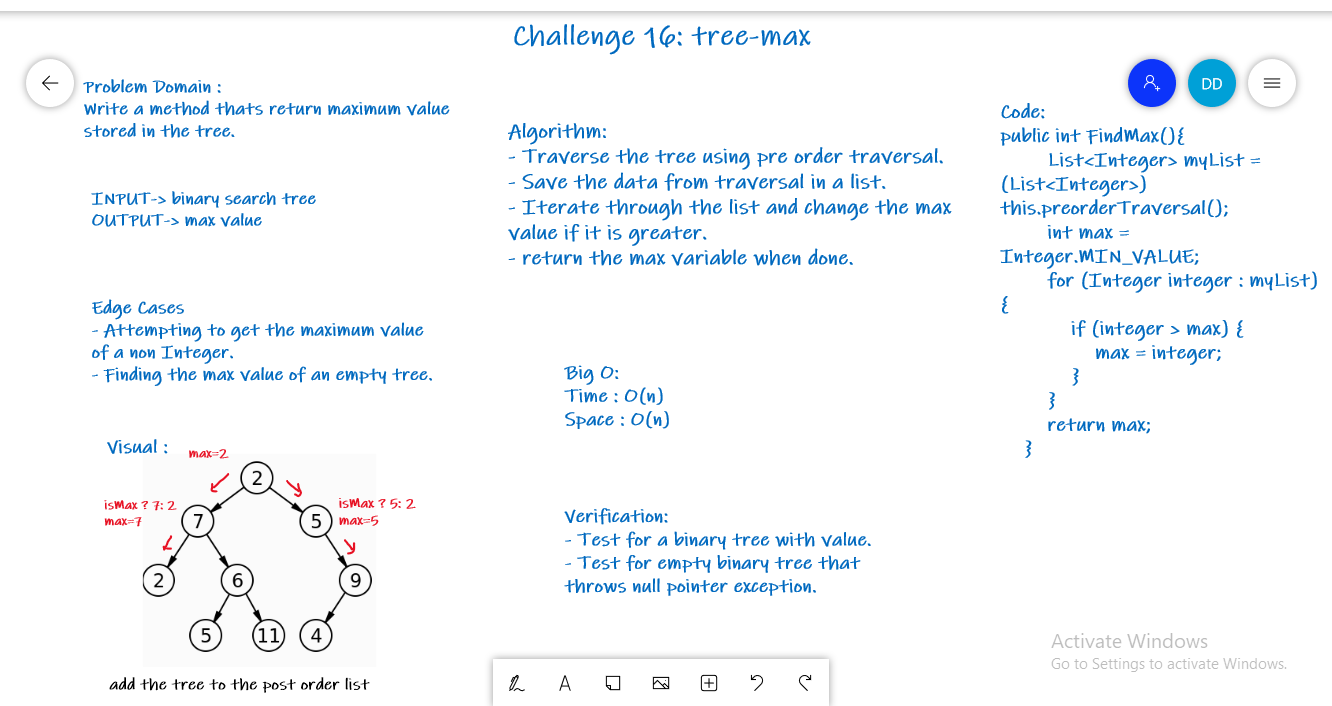 Challenge 16: tree-max
DD
Problem Domain :
Write a method thats return maximum value
stored in the tree.
INPUT-> binary search tree
OUTPUT-> max value
Edge Cases
- Attempting to get the maximum value
of a non Integer.
- Finding the max value of an empty tree.
Visual :
max=2
2
isMax ? 7: 2
max=7
isMax ? 5: 2
max=5
7
5
2
6
9
5
11
4
add the tree to the post order list
Algorithm:
- Traverse the tree using pre order traversal.
- Save the data from traversal in a list.
- Iterate through the list and change the max
value if it is greater.
- return the max variable when done.
Big O:
Time : O(n)
Space : O(n)
Verification:
- Test for a binary tree with value.
- Test for empty binary tree that
throws null pointer exception.
Code:
public int FindMax(){
List<Integer> myList =
(List<Integer>)
this.preorderTraversal();
int max =
Integer.MIN_VALUE;
for (Integer integer : myList)
{
if (integer > max) {
max = integer;
}
}
return max;
}
Activate Windows
Go to Settings to activate Windows.
A